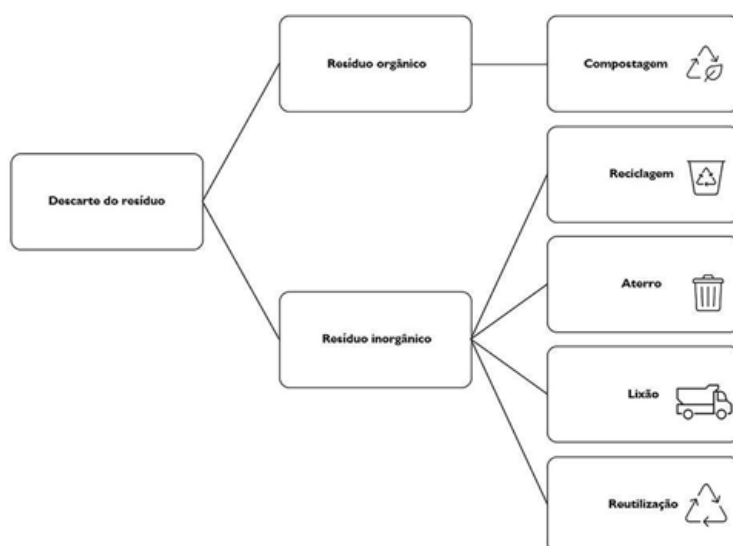 Descarte do resíduo
Resíduo orgânico
Compostagem
Resíduo inorgânico
Reciclagem
Aterro
Lixão
Reutilização